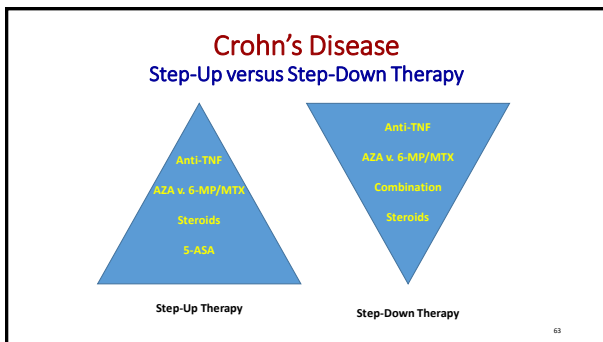 Crohn's Disease
Step-Up versus Step-Down Therapy
Anti-TNF
AZA v. 6-MP/MTX
Steroids
5-ASA
Step-Up Therapy
Anti-TNF
AZA v. 6-MP/MTX
Combination
Steroids
Step-Down Therapy
63